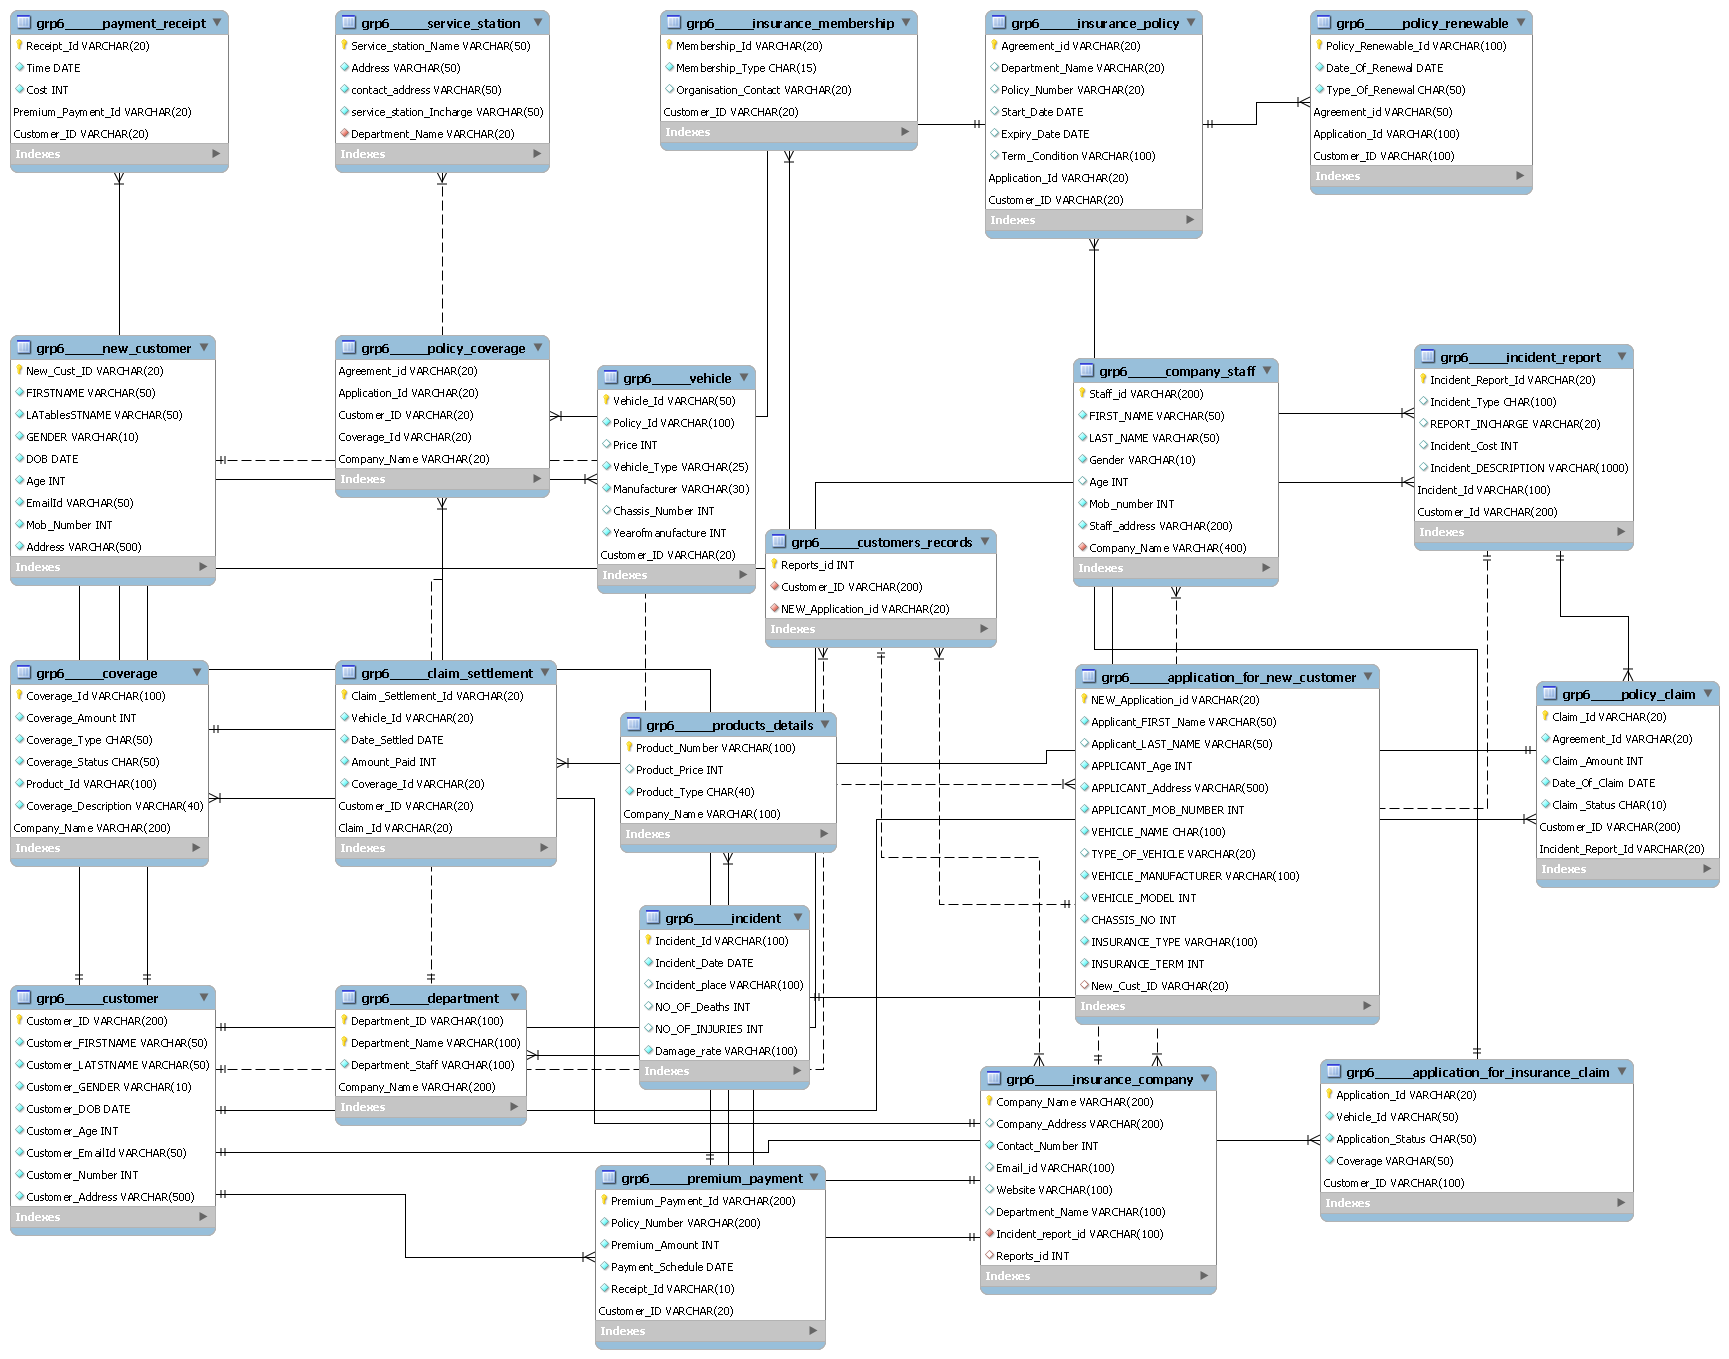 grp6______payment_receipt
Receipt_Id VARCHAR(20)
Time DATE
Cost INT
Premium_Payment_Id VARCHAR(20)
Customer_ID VARCHAR(20)
Indexes
grp6______service_station
Service_station_Name VARCHAR(50)
Address VARCHAR(50)
contact_address VARCHAR(50)
service_station_Incharge VARCHAR(50)
Department_Name VARCHAR(20)
Indexes
grp6______insurance_membership
Membership_Id VARCHAR(20)
Membership_Type CHAR(15)
Organisation_Contact VARCHAR(20)
Customer_ID VARCHAR(20)
Indexes
grp6______insurance_policy
Agreement_id VARCHAR(20)
Department_Name VARCHAR(20)
Policy_Number VARCHAR(20)
Start_Date DATE
Expiry_Date DATE
Term_Condition VARCHAR(100)
Application_Id VARCHAR(20)
Customer_ID VARCHAR(20)
Indexes
grp6______policy_renewable
Policy_Renewable_Id VARCHAR(100)
Date_Of_Renewal DATE
Type_Of_Renewal CHAR(50)
Agreement_id VARCHAR(50)
Application_Id VARCHAR(100)
Customer_ID VARCHAR(100)
Indexes
grp6______new_customer
New_Cust_ID VARCHAR(20)
FIRSTNAME VARCHAR(50)
LATablesSTNAME VARCHAR(50)
GENDER VARCHAR(10)
DOB DATE
Age INT
EmailId VARCHAR(50)
Mob_Number INT
Address VARCHAR(500)
Indexes
grp6______policy_coverage
Agreement_id VARCHAR(20)
Application_Id VARCHAR(20)
Customer_ID VARCHAR(20)
Coverage_Id VARCHAR(20)
Company_Name VARCHAR(20)
Indexes
grp6______vehicle
Vehicle_Id VARCHAR(50)
Policy_Id VARCHAR(100)
Price INT
Vehicle_Type VARCHAR(25)
Manufacturer VARCHAR(30)
Chassis_Number INT
Yearofmanufacture INT
Customer_ID VARCHAR(20)
Indexes
grp6______customers_records
Reports_id INT
Customer_ID VARCHAR(200)
NEW_Application_id VARCHAR(20)
Indexes
grp6______company_staff
Staff_id VARCHAR(200)
FIRST_NAME VARCHAR(50)
LAST_NAME VARCHAR(50)
Gender VARCHAR(10)
Age INT
Mob_number INT
Staff_address VARCHAR(200)
Company_Name VARCHAR(400)
Indexes
grp6______incident_report
Incident_Report_Id VARCHAR(20)
Incident_Type CHAR(100)
REPORT_INCHARGE VARCHAR(20)
Incident_Cost INT
Incident_DESCRIPTION VARCHAR(1000)
Incident_Id VARCHAR(100)
Customer_Id VARCHAR(200)
Indexes
grp6______coverage
Coverage_Id VARCHAR(100)
Coverage_Amount INT
Coverage_Type CHAR(50)
Coverage_Status CHAR(50)
Product_Id VARCHAR(100)
Coverage_Description VARCHAR(40)
Company_Name VARCHAR(200)
Indexes
grp6______claim_settlement
Claim_Settlement_Id VARCHAR(20)
Vehicle_Id VARCHAR(20)
Date_Settled DATE
Amount_Paid INT
Coverage_Id VARCHAR(20)
Customer_ID VARCHAR(20)
Claim_Id VARCHAR(20)
Indexes
grp6______products_details
Product_Number VARCHAR(100)
Product_Price INT
Product_Type CHAR(40)
Company_Name VARCHAR(100)
Indexes
grp6______application_for_new_customer
NEW_Application_id VARCHAR(20)
Applicant_FIRST_Name VARCHAR(50)
Applicant_LAST_NAME VARCHAR(50)
APPLICANT_Age INT
APPLICANT_Address VARCHAR(500)
APPLICANT_MOB_NUMBER INT
VEHICLE_NAME CHAR(100)
TYPE_OF_VEHICLE VARCHAR(20)
VEHICLE_MANUFACTURER VARCHAR(100)
VEHICLE_MODEL INT
CHASSIS_NO INT
INSURANCE_TYPE VARCHAR(100)
INSURANCE_TERM INT
New_Cust_ID VARCHAR(20)
Indexes
grp6______policy_claim
Claim_Id VARCHAR(20)
Agreement_Id VARCHAR(20)
Claim_Amount INT
Date_Of_Claim DATE
Claim_Status CHAR(10)
Customer_ID VARCHAR(200)
Incident_Report_Id VARCHAR(20)
Indexes
grp6______customer
Customer_ID VARCHAR(200)
Customer_FIRSTNAME VARCHAR(50)
Customer_LATSTNAME VARCHAR(50)
Customer_GENDER VARCHAR(10)
Customer_DOB DATE
Customer_Age INT
Customer_EmailId VARCHAR(50)
Customer_Number INT
Customer_Address VARCHAR(500)
Indexes
grp6______department
Department_ID VARCHAR(100)
Department_Name VARCHAR(100)
Department_Staff VARCHAR(100)
Company_Name VARCHAR(200)
Indexes
grp6______incident
Incident_Id VARCHAR(100)
Incident_Date DATE
Incident_place VARCHAR(100)
NO_OF_Deaths INT
NO_OF_INJURIES INT
Damage_rate VARCHAR(100)
Indexes
grp6______premium_payment
Premium_Payment_Id VARCHAR(200)
Policy_Number VARCHAR(200)
Premium_Amount INT
Payment_Schedule DATE
Receipt_Id VARCHAR(10)
Customer_ID VARCHAR(20)
Indexes
grp6______insurance_company
Company_Name VARCHAR(200)
Company_Address VARCHAR(200)
Contact_Number INT
Email_id VARCHAR(100)
Website VARCHAR(100)
Department_Name VARCHAR(100)
Incident_report_id VARCHAR(100)
Reports_id INT
Indexes
grp6______application_for_insurance_claim
Application_Id VARCHAR(20)
Vehicle_Id VARCHAR(50)
Application_Status CHAR(50)
Coverage VARCHAR(50)
Customer_ID VARCHAR(100)
Indexes